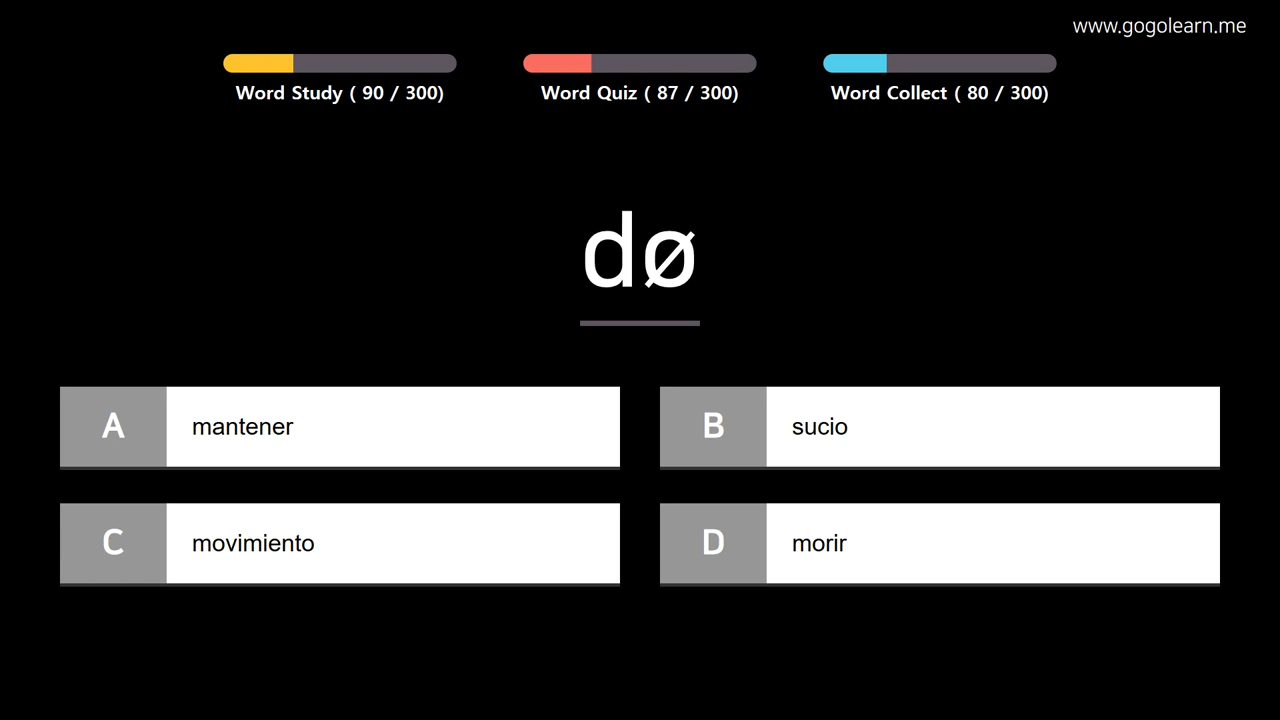 www.gogolearn.me
Word Study ( 90 / 300)
Word Quiz ( 87 / 300)
Word Collect ( 80 / 300)
dø
A mantener
B sucio
C movimiento
D morir